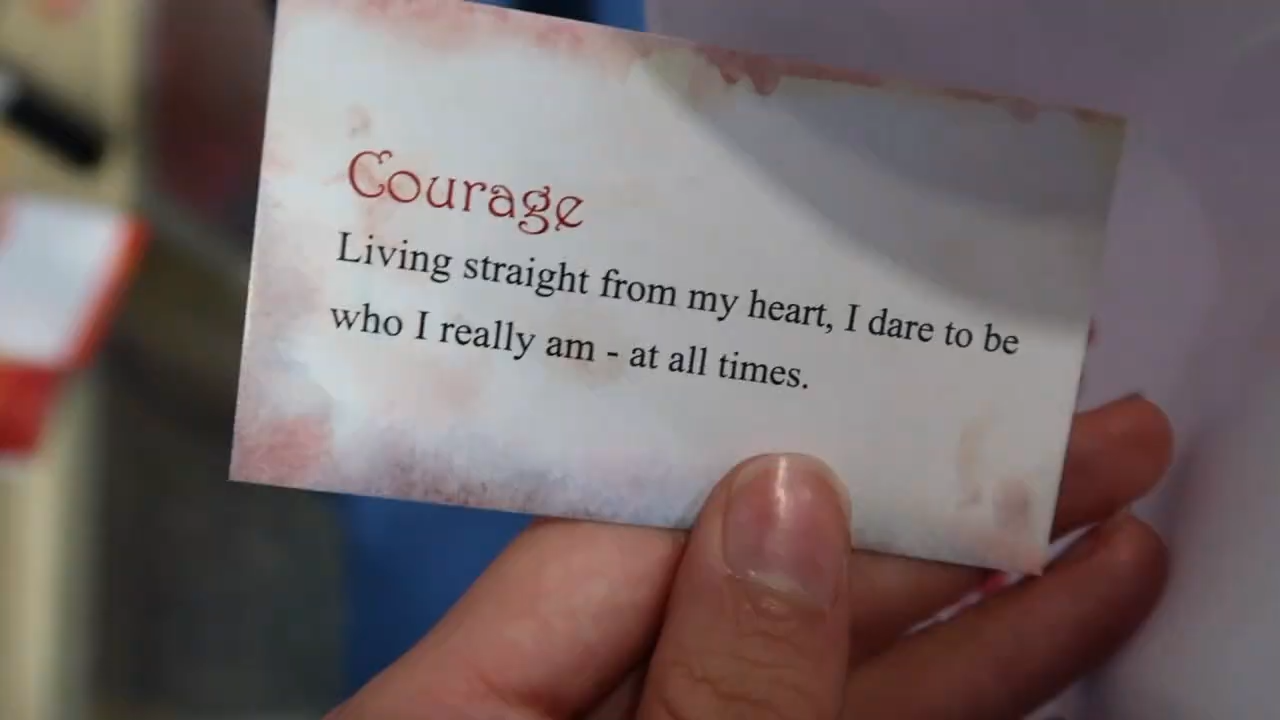 Courage
Living straight from my heart, I dare to be
who I really am - at all times.